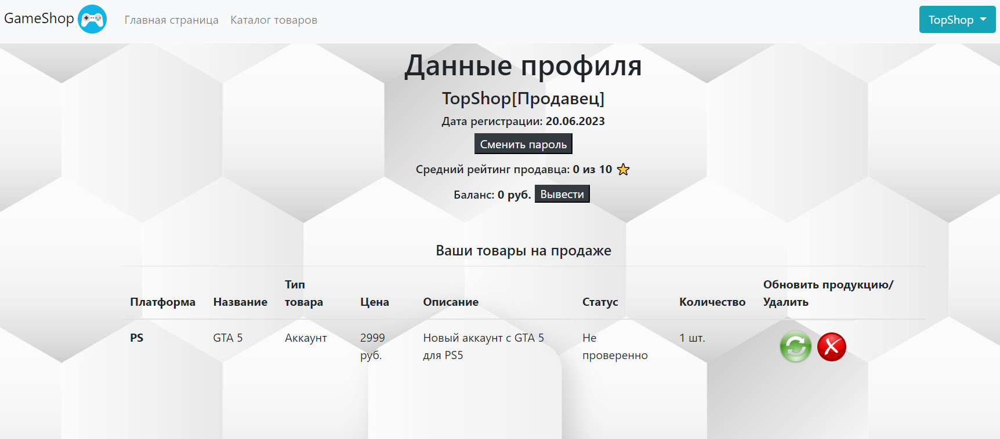 GameShop Главная страница Каталог товаров TopShop
Данные профиля
TopShop[Продавец]
Дата регистрации: 20.06.2023
Сменить пароль
Средний рейтинг продавца: 0 из 10
Баланс: 0 руб. Вывести
Ваши товары на продаже
Платформа Название Тип товара Цена Описание Статус Количество Обновить продукцию/ Удалить
PS GTA 5 Аккаунт 2999 руб. Новый аккаунт с GTA 5 для PS5 Не проверенно 1 шт.